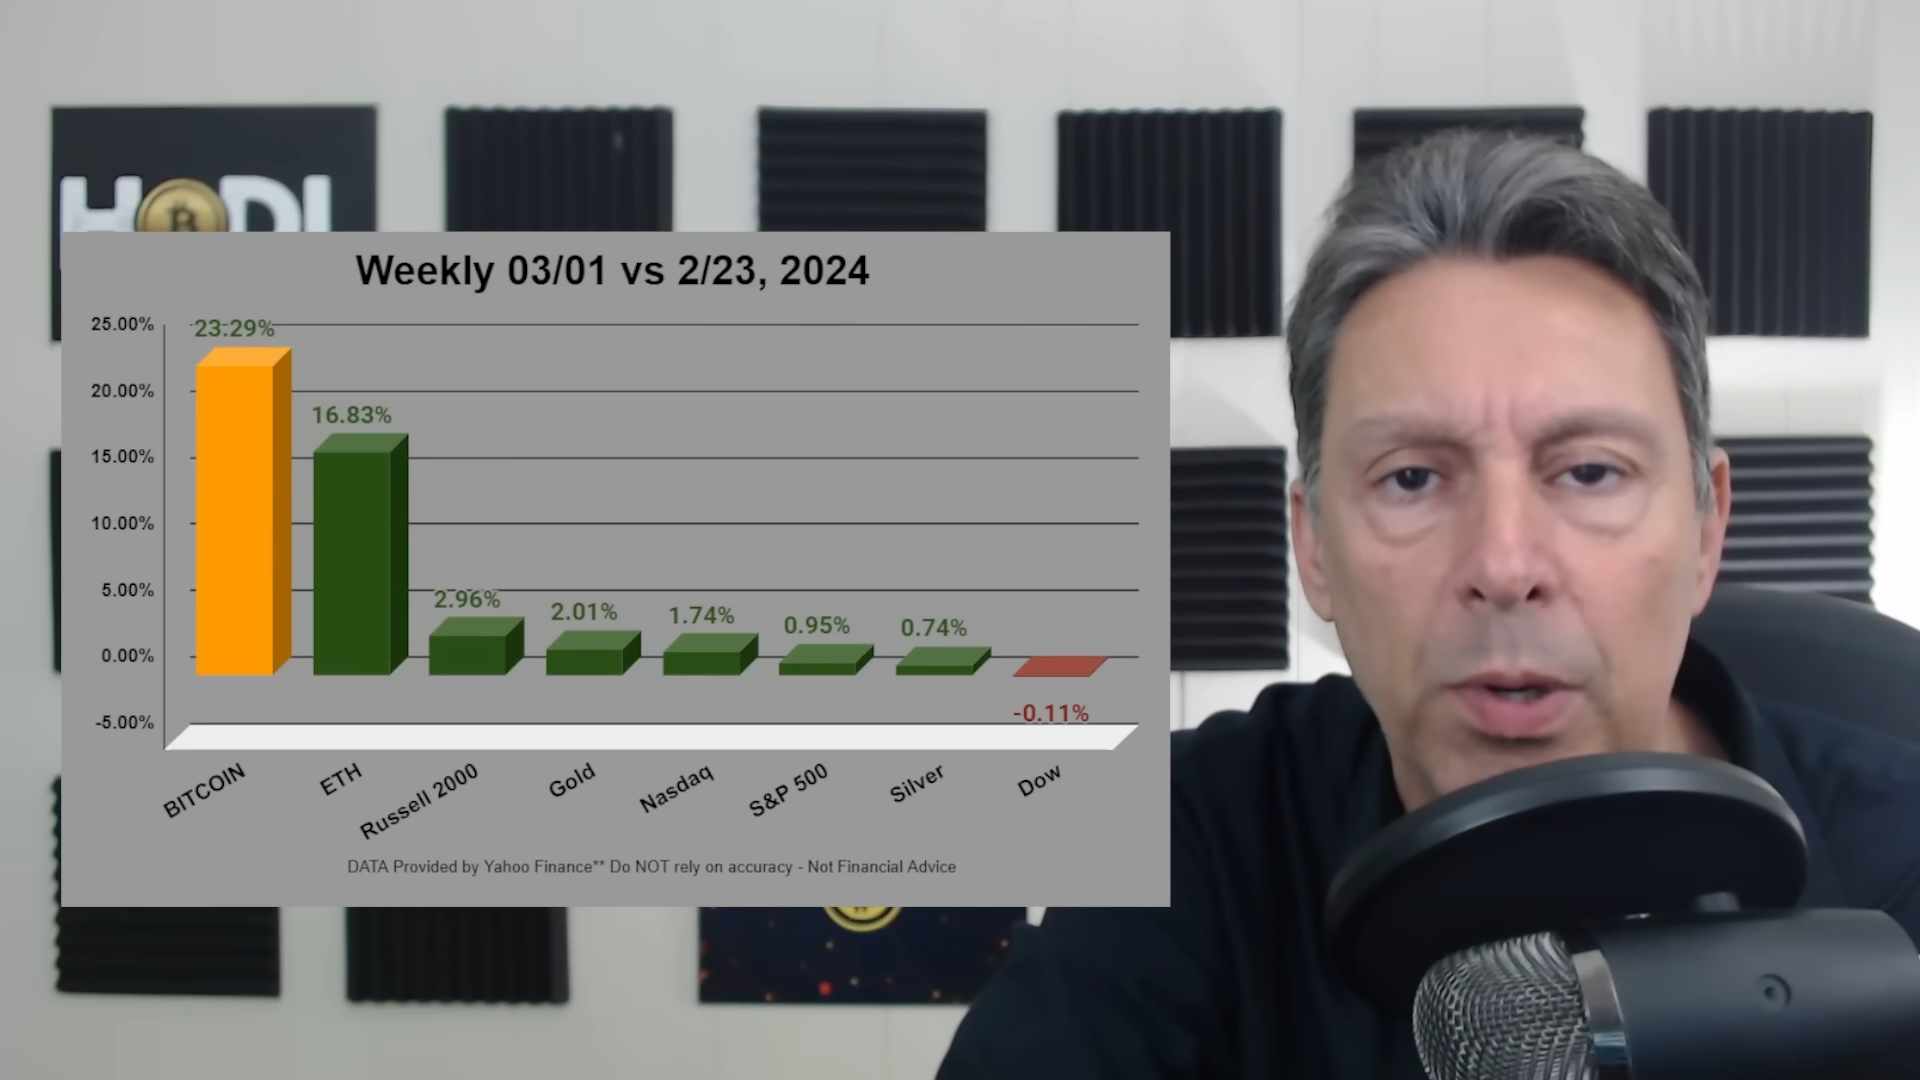 HODL
Weekly 03/01 vs 2/23, 2024
25.00%
20.00%
15.00%
10.00%
5.00%
0.00%
-5.00%
23.29%
16.83%
2.96%
2.01%
1.74%
0.95%
0.74%
-0.11%
BITCOIN
ETH
Russell 2000
Gold
Nasdaq
S&P 500
Silver
Dow
DATA Provided by Yahoo Finance** Do NOT rely on accuracy - Not Financial Advice